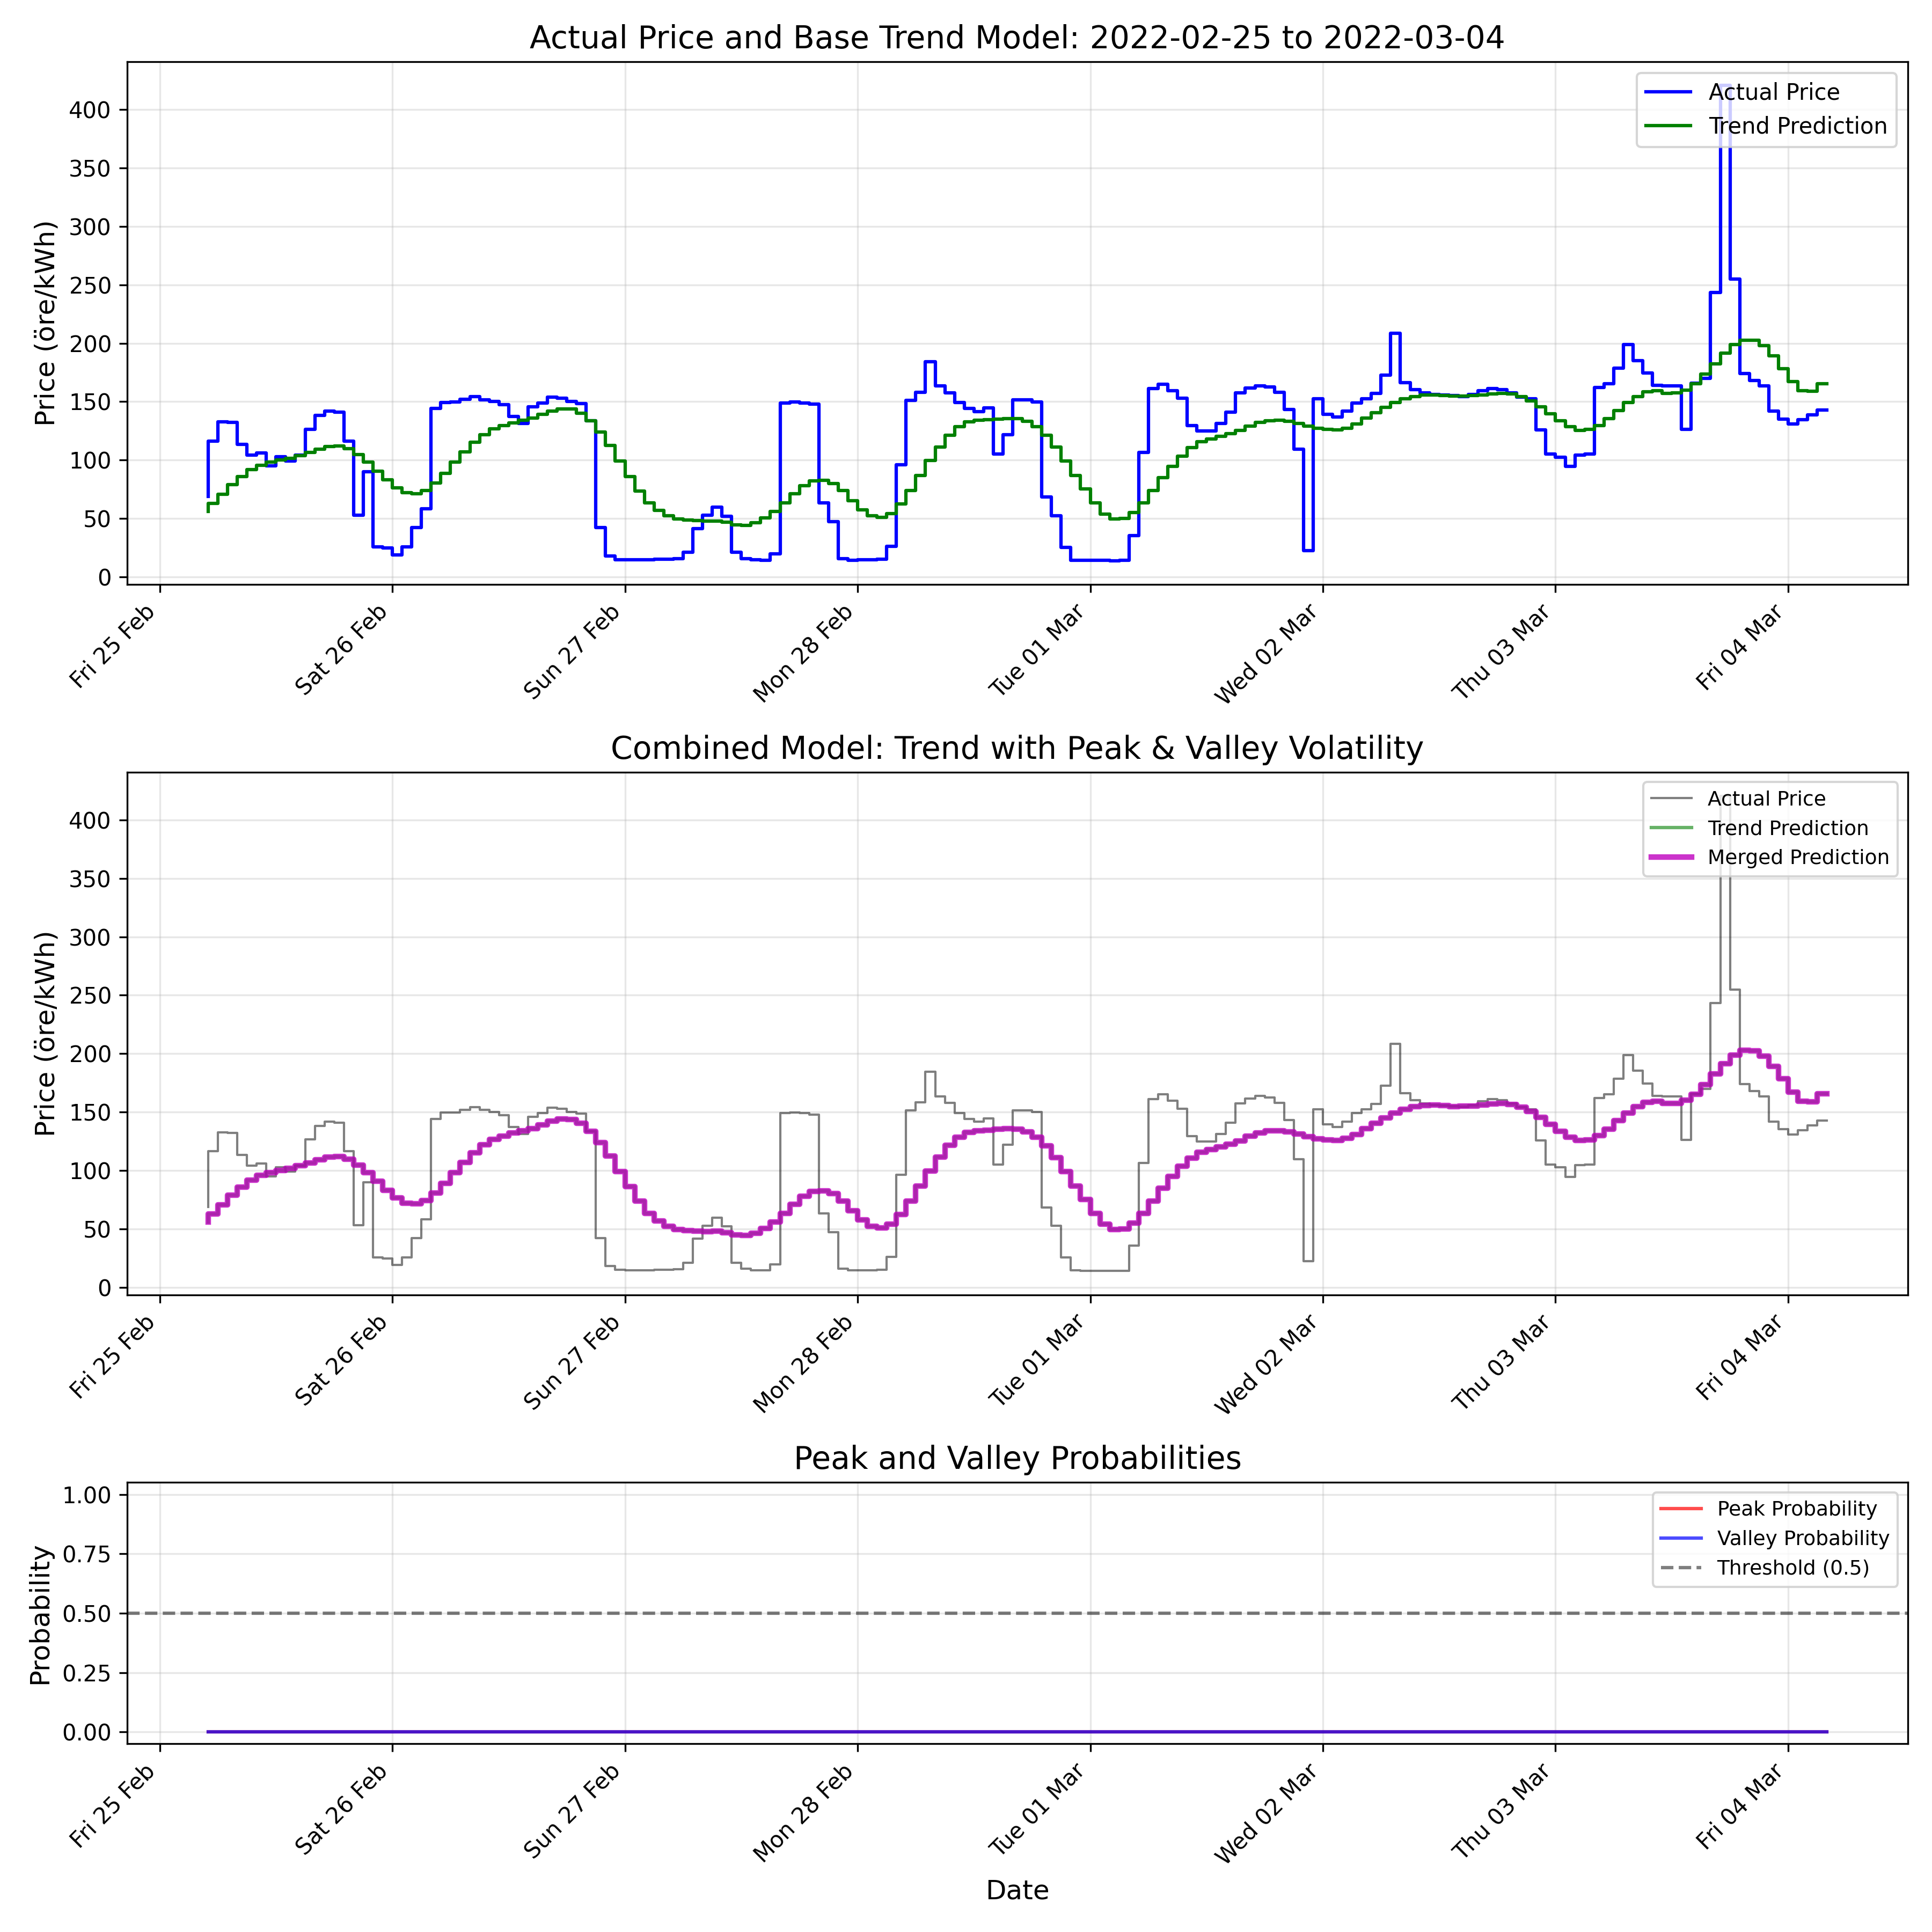 Actual Price and Base Trend Model: 2022-02-25 to 2022-03-04
Price (öre/kWh)
400
350
300
250
200
150
100
50
0
Actual Price
Trend Prediction
Fri 25 Feb
Sat 26 Feb
Sun 27 Feb
Mon 28 Feb
Tue 01 Mar
Wed 02 Mar
Thu 03 Mar
Fri 04 Mar
Combined Model: Trend with Peak & Valley Volatility
Price (öre/kWh)
400
350
300
250
200
150
100
50
0
Actual Price
Trend Prediction
Merged Prediction
Fri 25 Feb
Sat 26 Feb
Sun 27 Feb
Mon 28 Feb
Tue 01 Mar
Wed 02 Mar
Thu 03 Mar
Fri 04 Mar
Peak and Valley Probabilities
Probability
1.00
0.75
0.50
0.25
0.00
Peak Probability
Valley Probability
Threshold (0.5)
Fri 25 Feb
Sat 26 Feb
Sun 27 Feb
Mon 28 Feb
Tue 01 Mar
Wed 02 Mar
Thu 03 Mar
Fri 04 Mar
Date